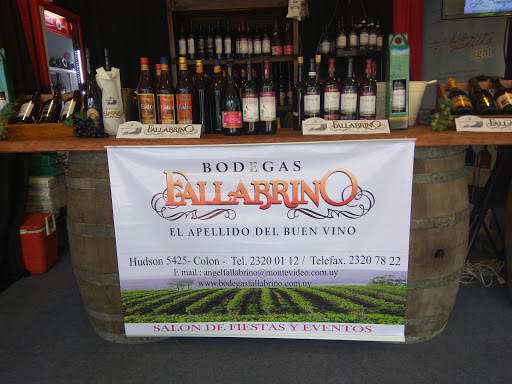 FALLABRINO
FALLABRINO
FALLABRINO
BODEGAS
FALLABRINO
EL APELLIDO DEL BUEN VINO
Hudson 5425- Colon - Tel. 2320 01 12 / Telefax. 2320 78 22
E mail : angelfallabrino@montevideo.com.uy
www.bodegasfallabrino.com.uy
SALON DE FIESTAS Y EVENTOS